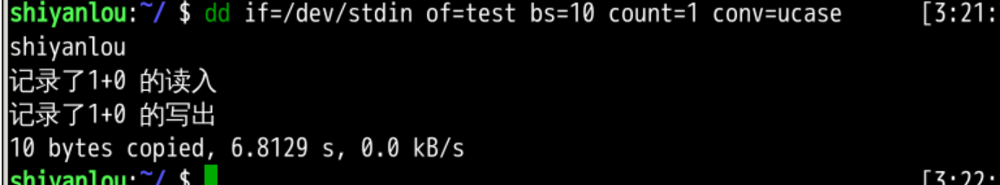 shiyanlou:~/ $ dd if=/dev/stdin of=test bs=10 count=1 conv=ucase [3:21:
shiyanlou
记录了1+0 的读入
记录了1+0 的写出
10 bytes copied, 6.8129 s, 0.0 kB/s
shiyanlou:~/ $ [3:22: